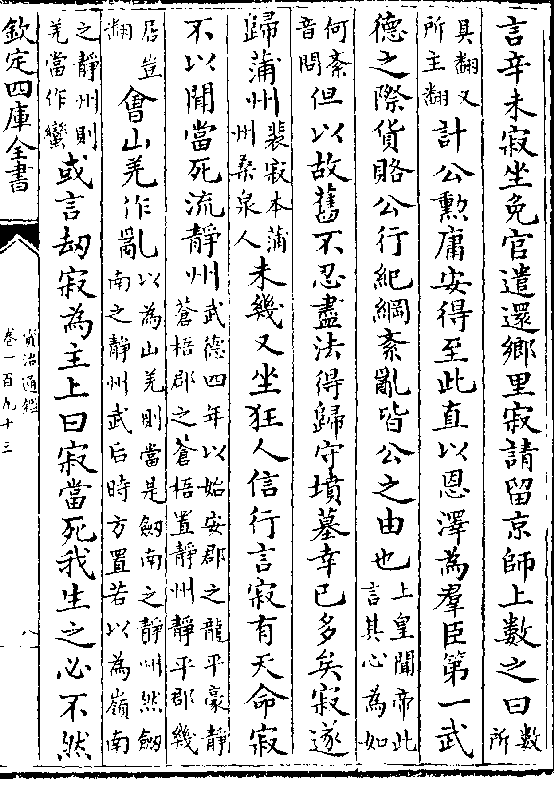 言辛未寂坐免官遣還鄉里寂請留京師上數之曰數所
具翻又所主翻計公勲庸安得至此直以恩澤為羣臣第一武
德之際貨賂公行紀綱紊亂皆公之由也上皇聞帝此言其心為如
何紊音問但以故舊不忍盡法得歸守墳墓幸已多矣寂遂
歸蒲州裴寂本蒲州桑泉人未幾又坐狂人信行言寂有天命寂
不以聞當死流靜州武德四年以始安郡之龍平豪靜蒼梧郡之蒼梧置靜州靜平郡幾
居豈翻會山羌作亂以為山羌則當是劒南之靜州然劒南之靜州武后時方置若以為嶺南
之靜州則羌當作蠻或言劫寂為主上曰寂當死我生之必不然
欽定四庫全書
資治通鑑
卷一百九十三
八